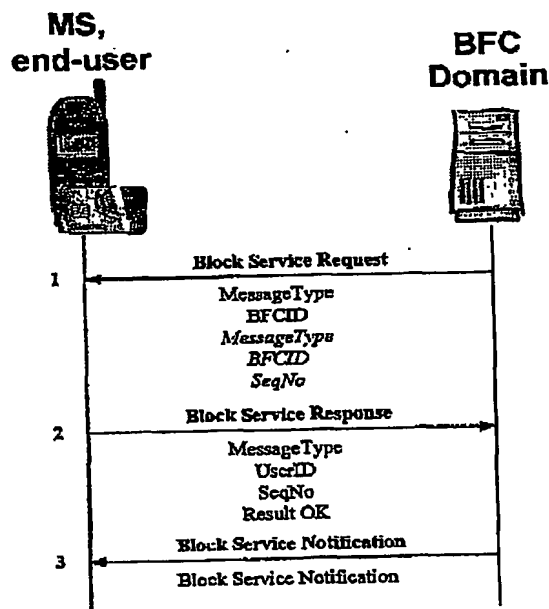 MS,
end-user
BFC
Domain
1
Block Service Request
MessageType
BFCID
MessageType
BFCID
SeqNo
2
Block Service Response
MessageType
UserID
SeqNo
Result OK
3
Block Service Notification
Block Service Notification